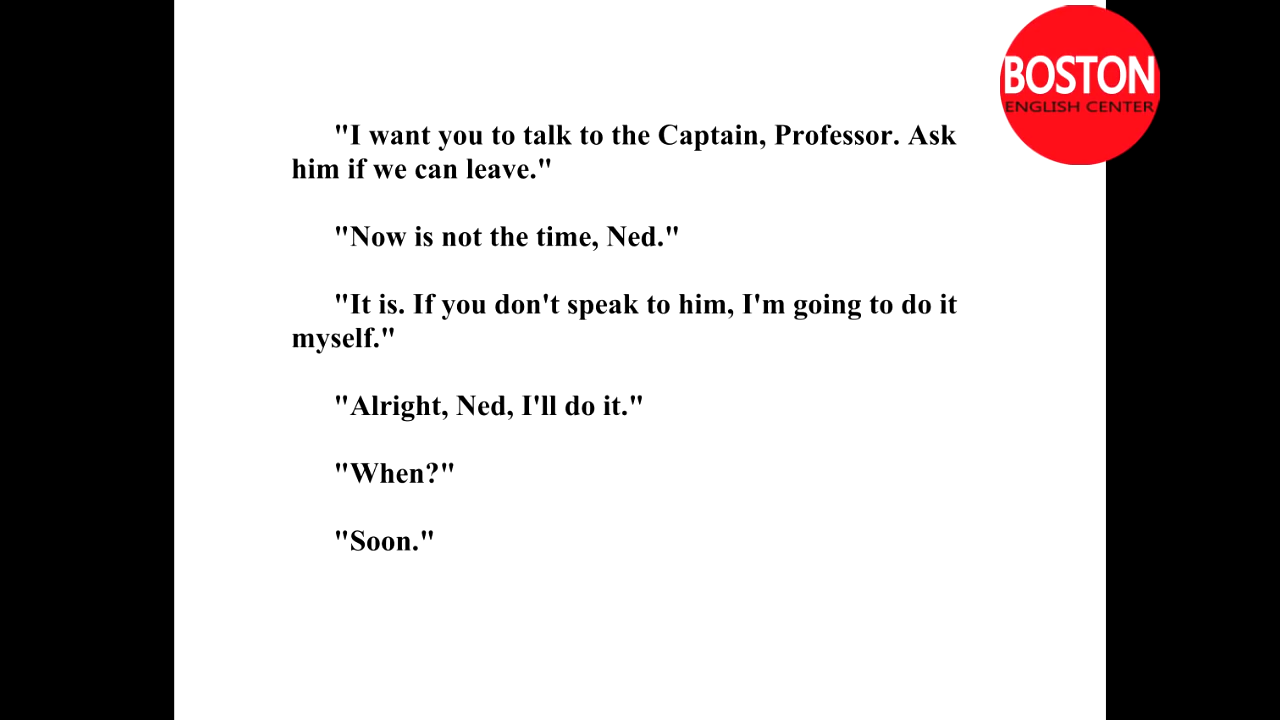 BOSTON
ENGLISH CENTER
"I want you to talk to the Captain, Professor. Ask
him if we can leave."
"Now is not the time, Ned."
"It is. If you don't speak to him, I'm going to do it
myself."
"Alright, Ned, I'll do it."
"When?"
"Soon."